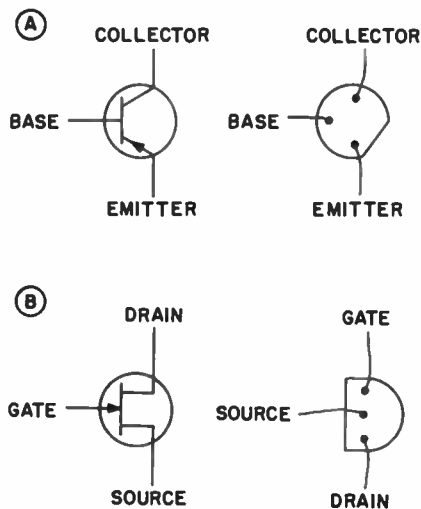 A
COLLECTOR
COLLECTOR
BASE
BASE
EMITTER
EMITTER
B
DRAIN
GATE
GATE
SOURCE
SOURCE
DRAIN